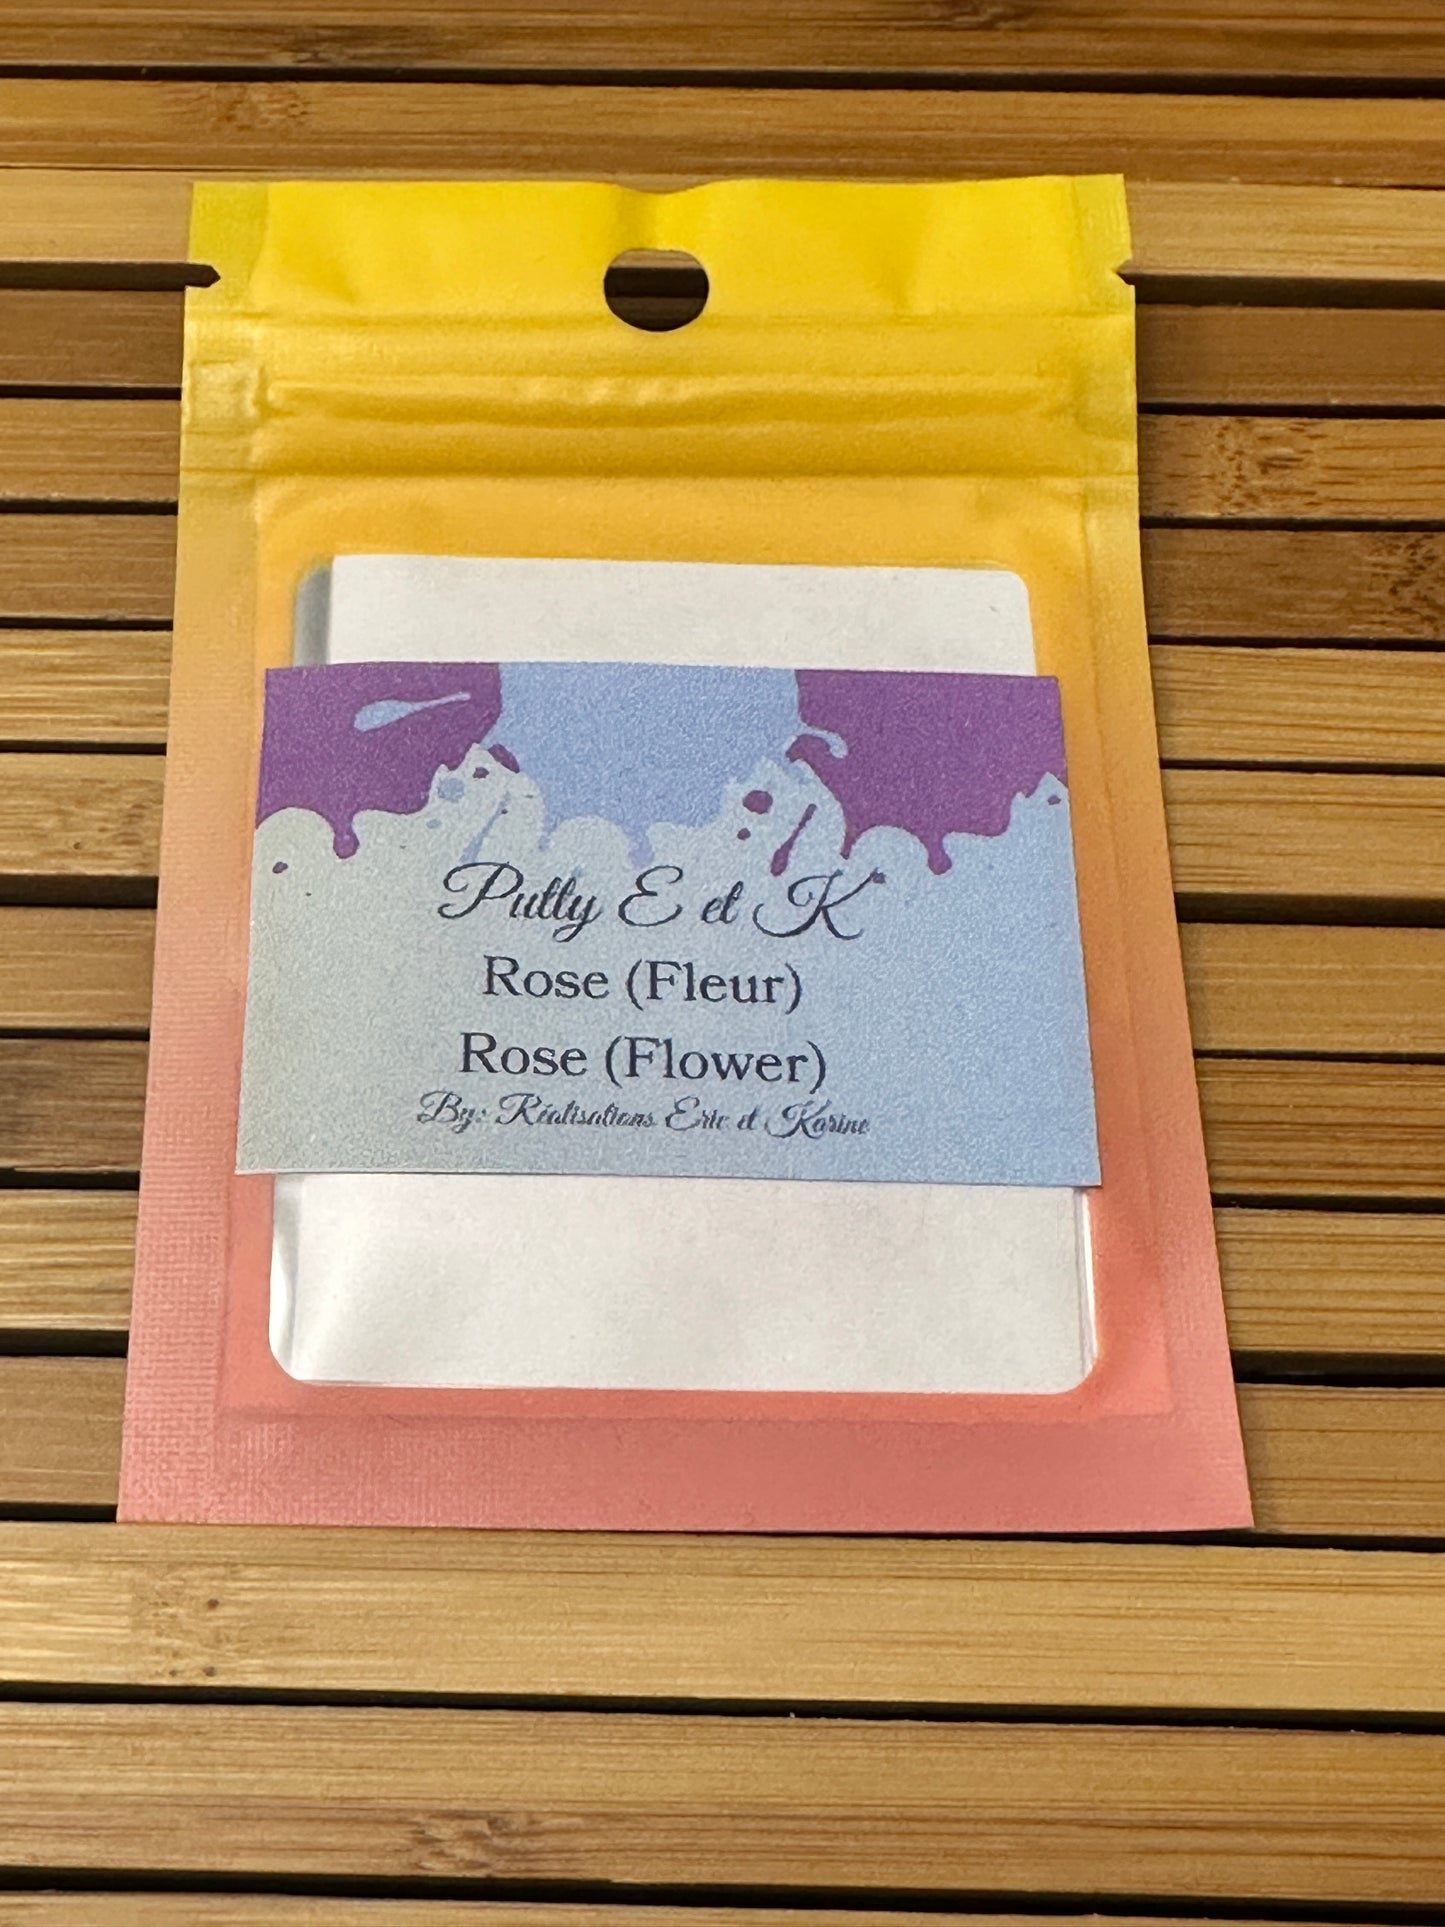 Putty E et K
Rose (Fleur)
Rose (Flower)
By: Réalisations Eric et Karine